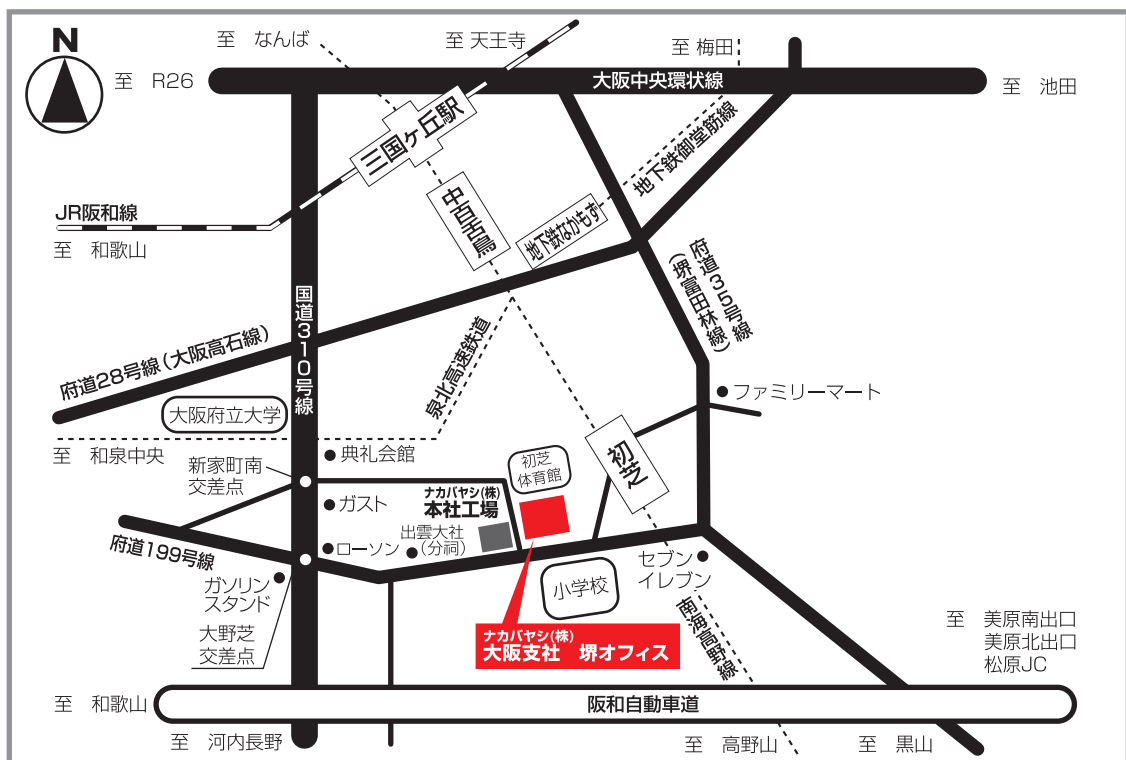 N
至 なんば
至 天王寺
至 梅田
至 R26
大阪中央環状線
至 池田
三国ヶ丘駅
地下鉄御堂筋線
中百舌鳥
地下鉄なかもず
JR阪和線
至 和歌山
府道35号線
(堺富田林線)
国道310号線
府道28号線(大阪高石線)
泉北高速鉄道
ファミリーマート
大阪府立大学
至 和泉中央
典礼会館
初芝
体育館
初芝
新家町南
交差点
ガスト
ナカバヤシ(株)
本社工場
出雲大社
(分祠)
ローソン
府道199号線
セブン
イレブン
ガソリン
スタンド
小学校
大野芝
交差点
ナカバヤシ(株)
大阪支社 堺オフィス
南海高野線
至 美原南出口
美原北出口
松原JC
至 和歌山
阪和自動車道
至 河内長野
至 高野山
至 黒山